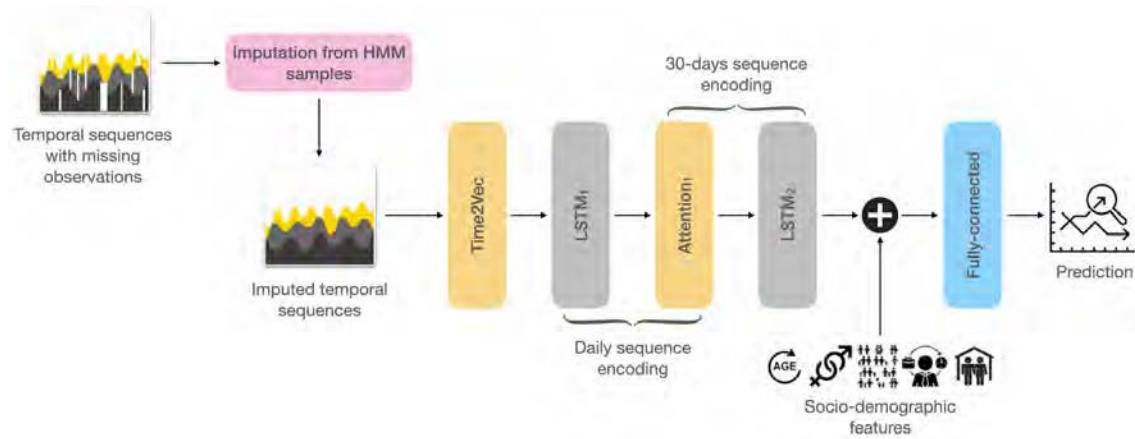 Imputation from HMM
samples
Temporal sequences
with missing
observations
Imputed temporal
sequences
Time2Vec
LSTM₁
Attention₁
LSTM₂
30-days sequence
encoding
Daily sequence
encoding
Fully-connected
Prediction
AGE
Socio-demographic
features